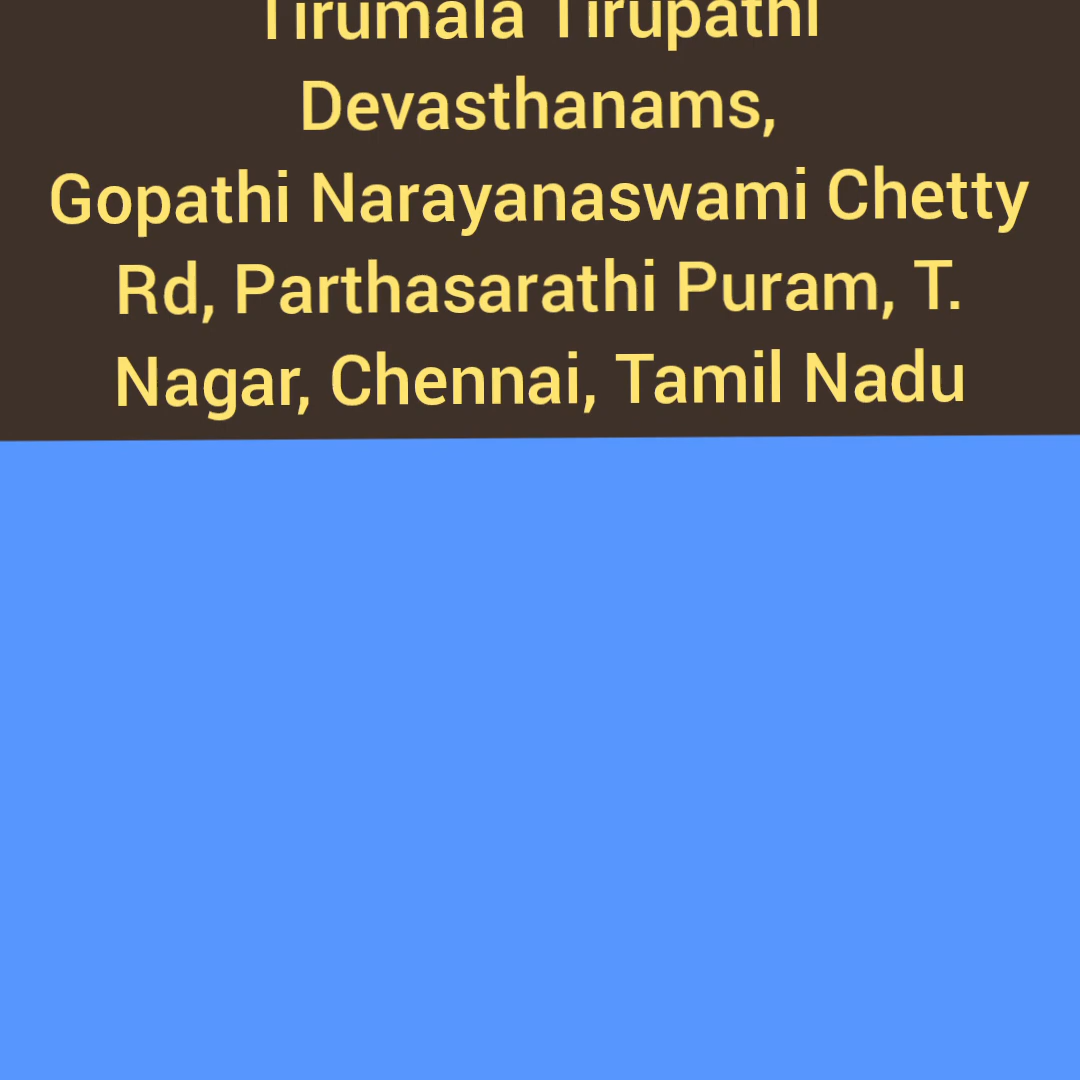 Tirumala Tirupathi
Devasthanams,
Gopathi Narayanaswami Chetty
Rd, Parthasarathi Puram, T.
Nagar, Chennai, Tamil Nadu